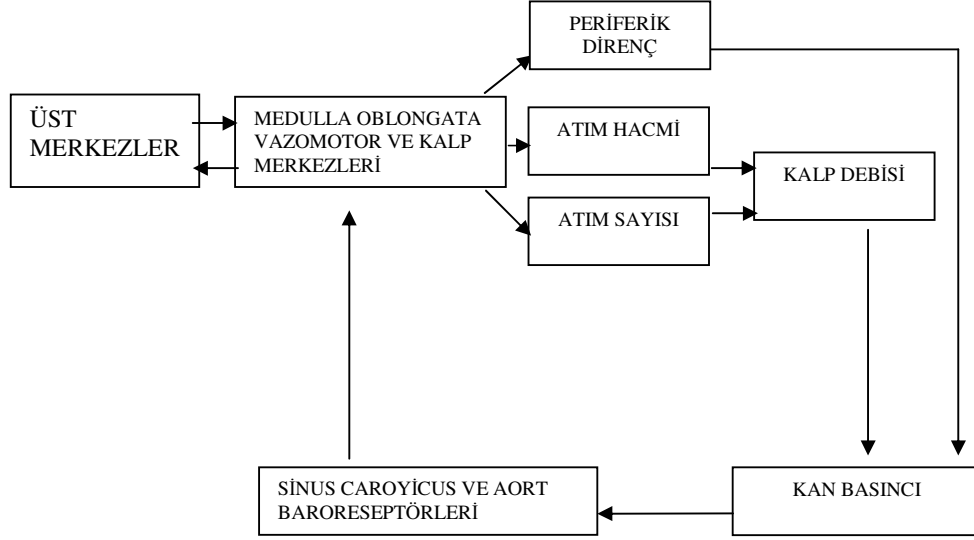 PERİFERİK
DİRENÇ
ÜST
MERKEZLER
MEDULLA OBLONGATA
VAZOMOTOR VE KALP
MERKEZLERİ
ATIM HACMİ
ATIM SAYISI
KALP DEBİSİ
SİNUS CAROYİCUS VE AORT
BARORESEPTÖRLERİ
KAN BASINCI